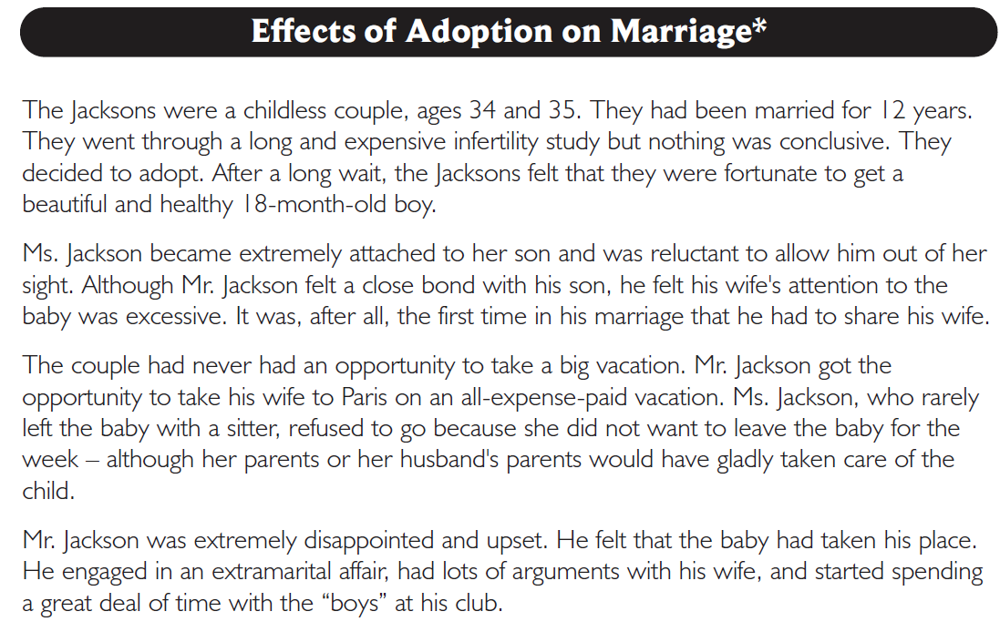 Effects of Adoption on Marriage*
The Jacksons were a childless couple, ages 34 and 35. They had been married for 12 years.
They went through a long and expensive infertility study but nothing was conclusive. They
decided to adopt. After a long wait, the Jacksons felt that they were fortunate to get a
beautiful and healthy 18-month-old boy.
Ms. Jackson became extremely attached to her son and was reluctant to allow him out of her
sight. Although Mr. Jackson felt a close bond with his son, he felt his wife's attention to the
baby was excessive. It was, after all, the first time in his marriage that he had to share his wife.
The couple had never had an opportunity to take a big vacation. Mr. Jackson got the
opportunity to take his wife to Paris on an all-expense-paid vacation. Ms. Jackson, who rarely
left the baby with a sitter, refused to go because she did not want to leave the baby for the
week – although her parents or her husband's parents would have gladly taken care of the
child.
Mr. Jackson was extremely disappointed and upset. He felt that the baby had taken his place.
He engaged in an extramarital affair, had lots of arguments with his wife, and started spending
a great deal of time with the “boys” at his club.